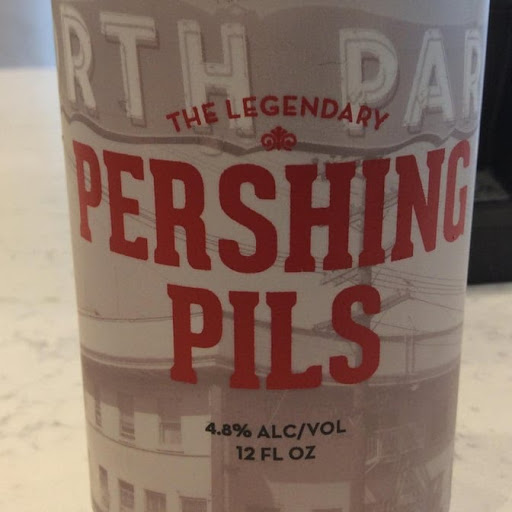 RTH PAR
THE LEGENDARY
PERSHING
PILS
4.8% ALC/VOL
12 FL OZ